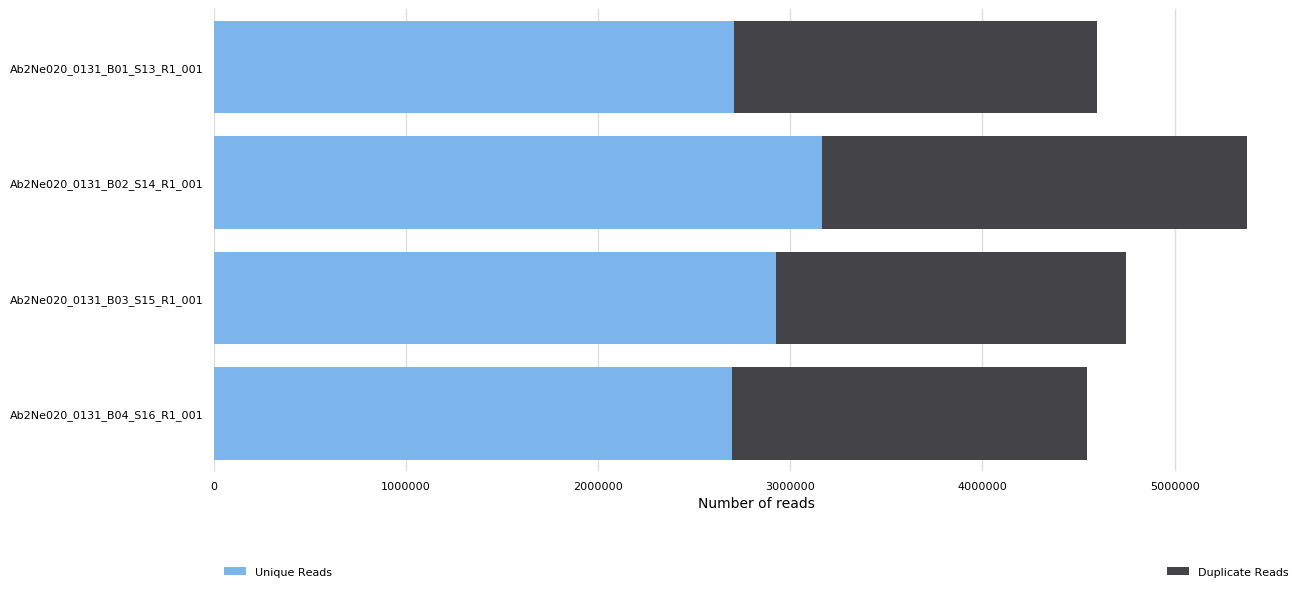 Ab2Ne020_0131_B01_S13_R1_001
Ab2Ne020_0131_B02_S14_R1_001
Ab2Ne020_0131_B03_S15_R1_001
Ab2Ne020_0131_B04_S16_R1_001
0 1000000 2000000 3000000 4000000 5000000
Number of reads
Unique Reads Duplicate Reads